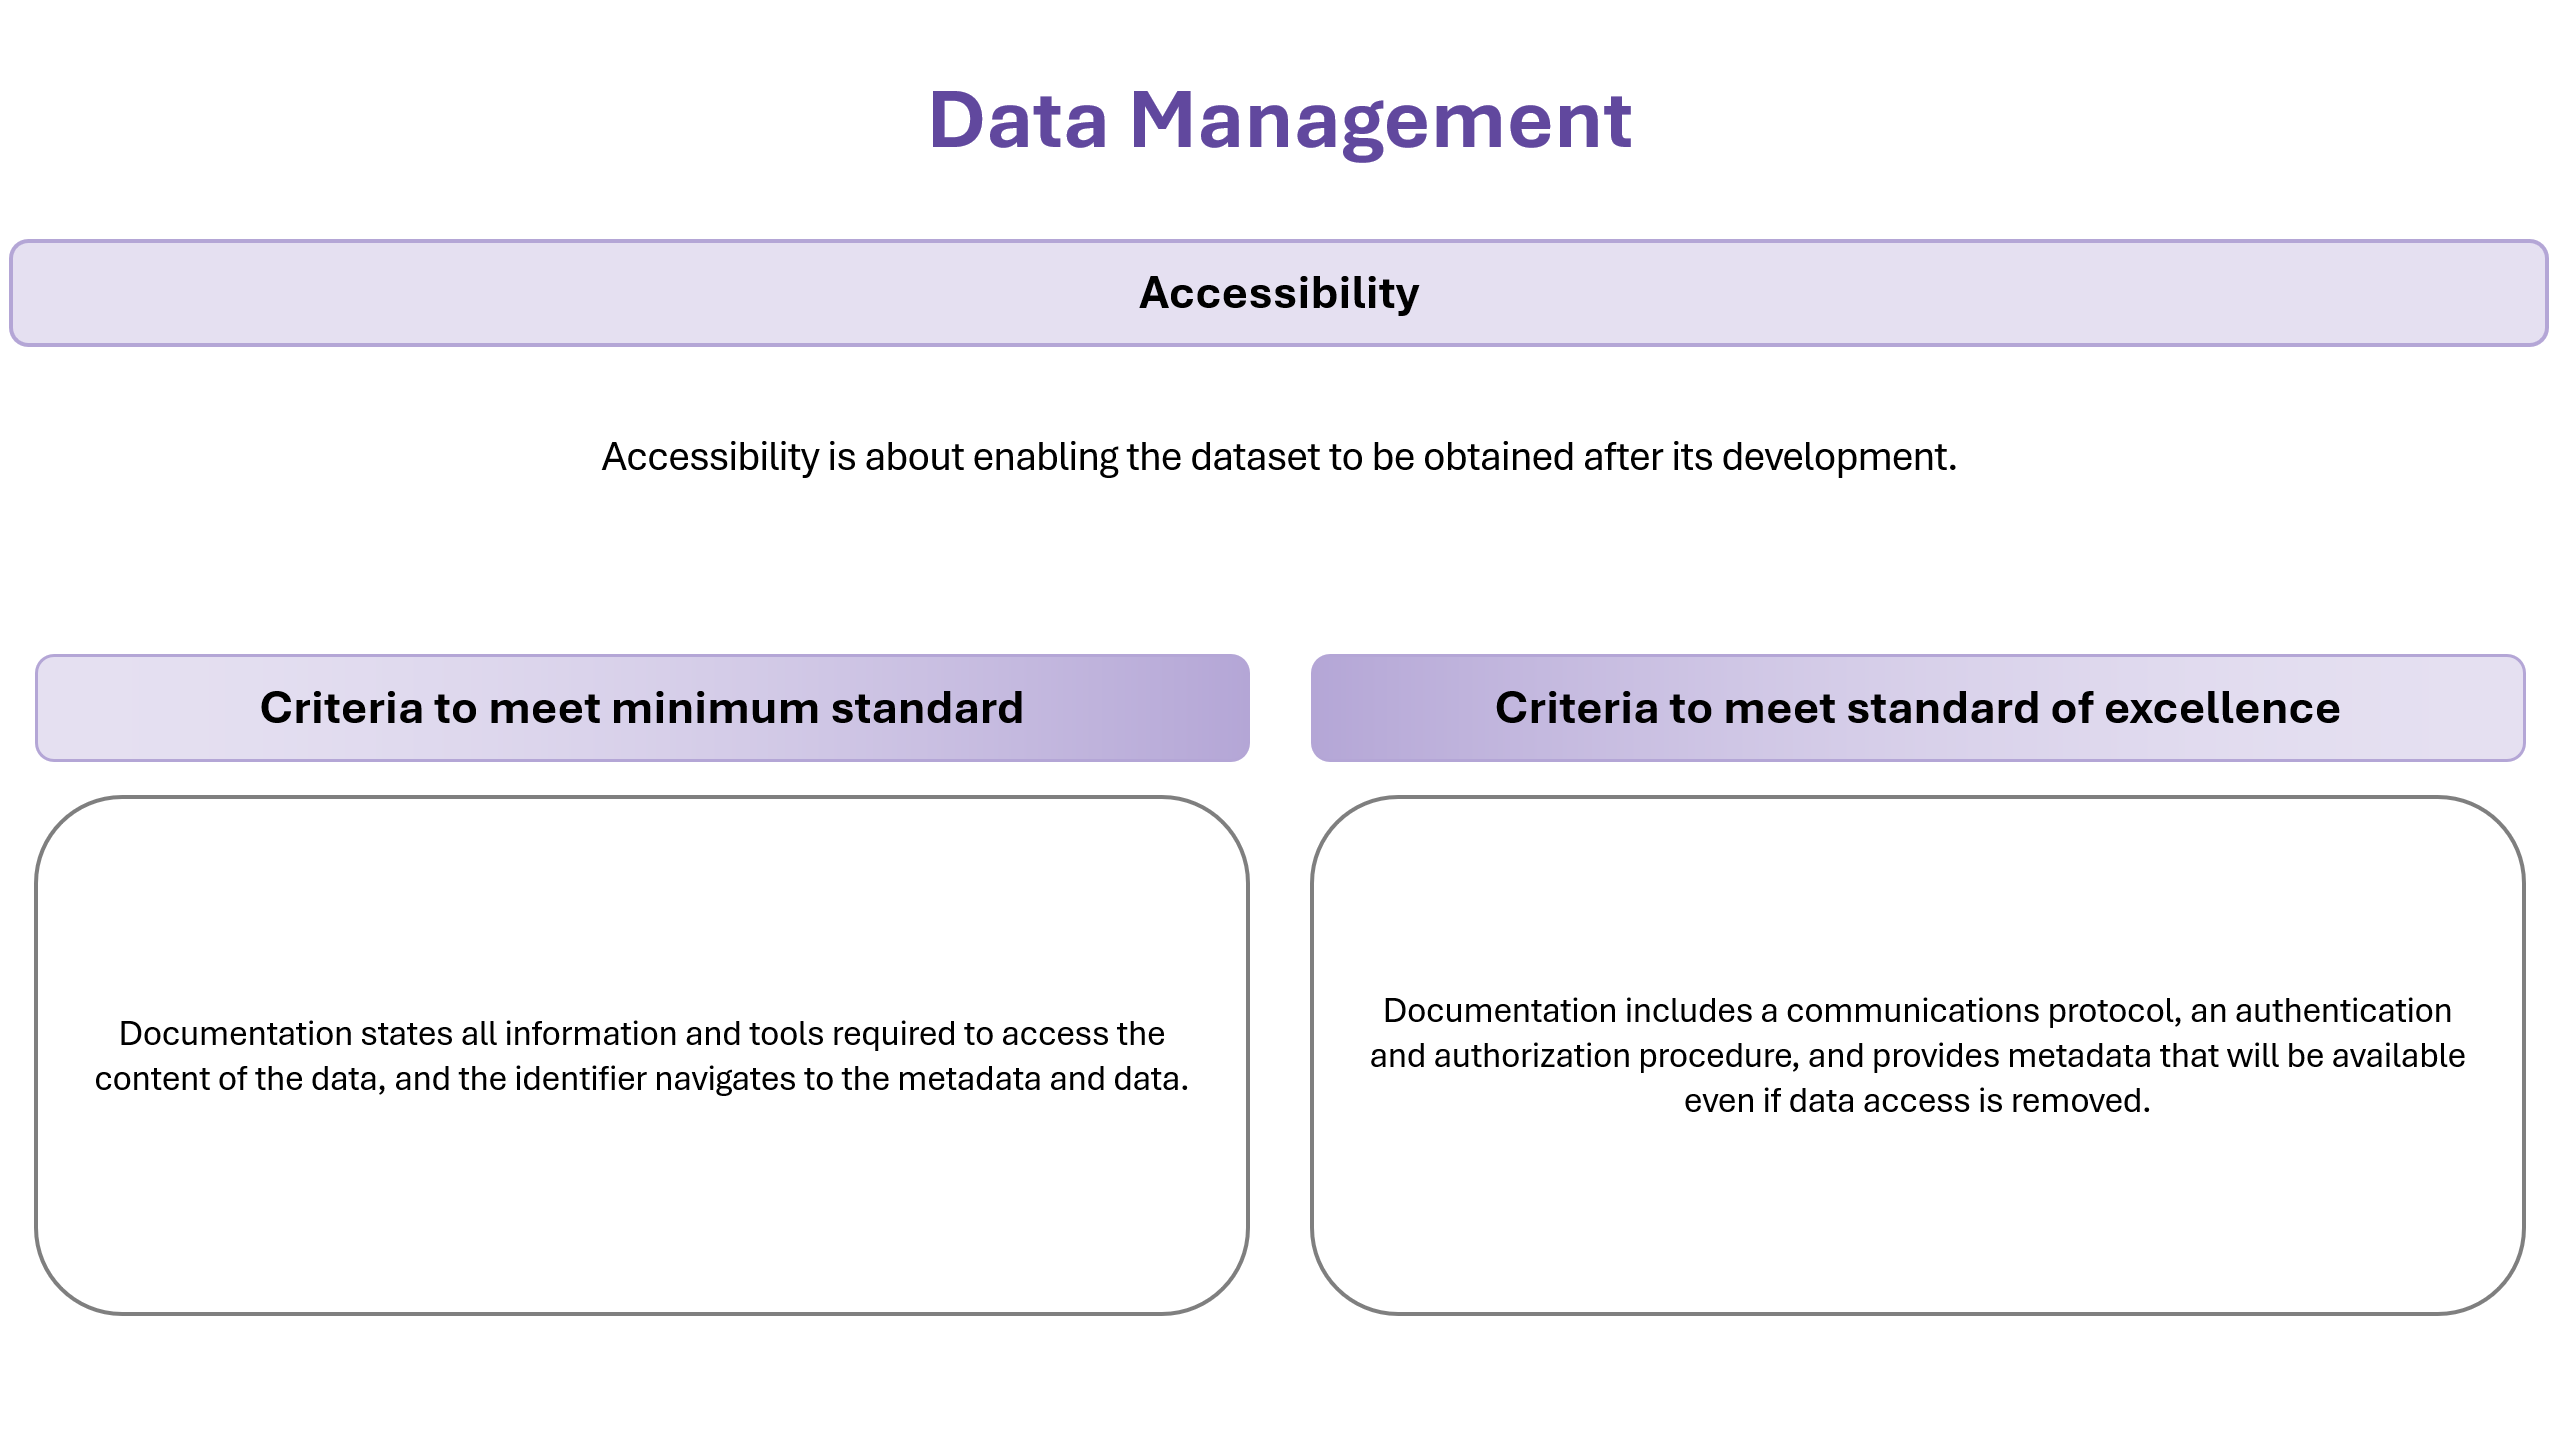 Data Management
Accessibility
Accessibility is about enabling the dataset to be obtained after its development.
Criteria to meet minimum standard
Documentation states all information and tools required to access the
content of the data, and the identifier navigates to the metadata and data.
Criteria to meet standard of excellence
Documentation includes a communications protocol, an authentication
and authorization procedure, and provides metadata that will be available
even if data access is removed.